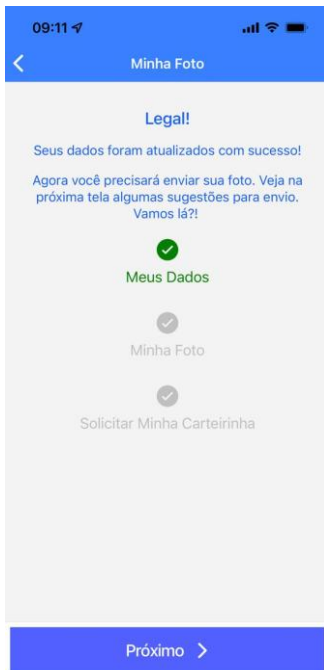 09:11
Minha Foto
Legal!
Seus dados foram atualizados com sucesso!
Agora você precisará enviar sua foto. Veja na
próxima tela algumas sugestões para envio.
Vamos lá?!
Meus Dados
Minha Foto
Solicitar Minha Carteirinha
Próximo